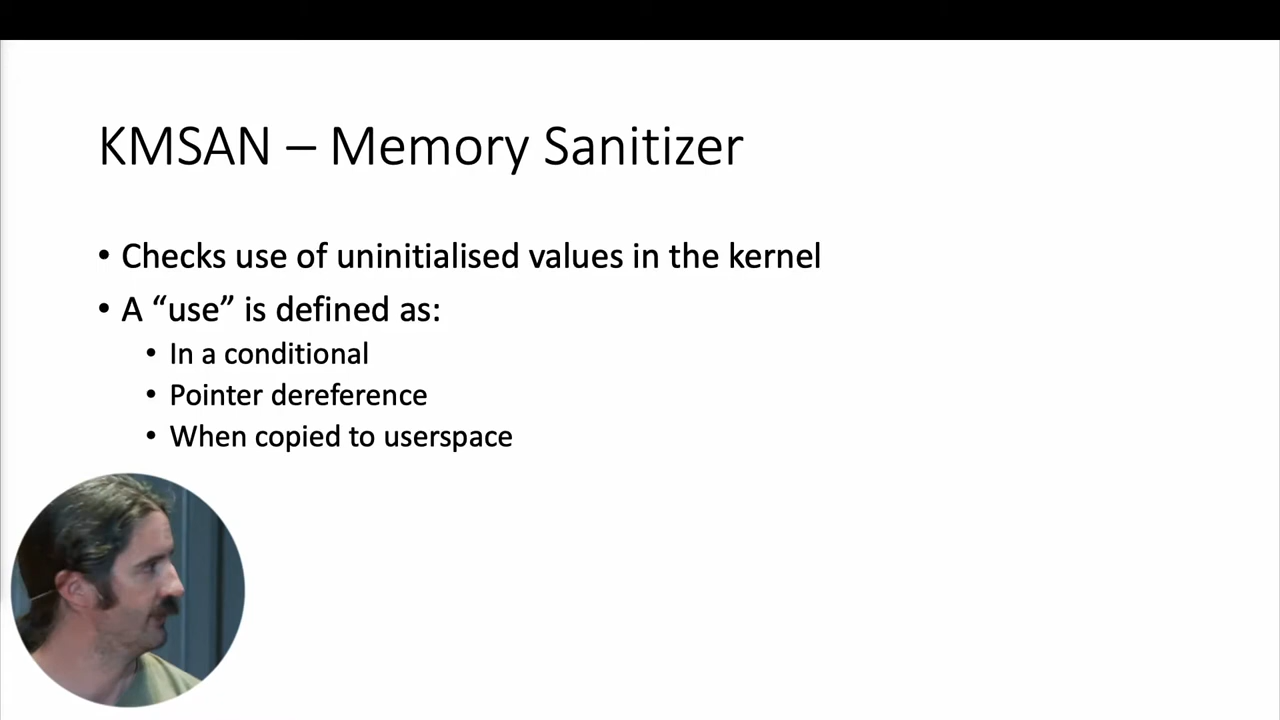 KMSAN – Memory Sanitizer
• Checks use of uninitialised values in the kernel
• A “use” is defined as:
• In a conditional
• Pointer dereference
• When copied to userspace